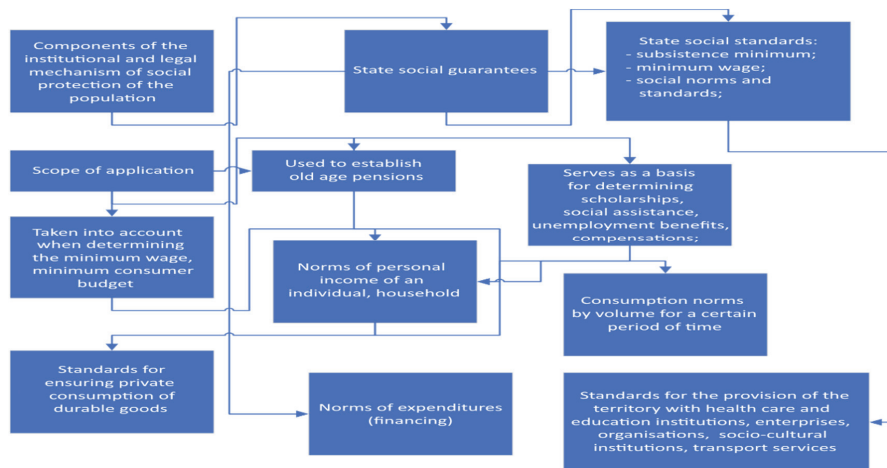 Components of the
institutional and legal
mechanism of social
protection of the
population
State social guarantees
State social standards:
- subsistence minimum;
- minimum wage;
- social norms and
standards;
Scope of application
Used to establish
old age pensions
Serves as a basis
for determining
scholarships,
social assistance,
unemployment benefits,
compensations;
Taken into account
when determining
the minimum wage,
minimum consumer
budget
Norms of personal
income of an
individual, household
Consumption norms
by volume for a certain
period of time
Standards for
ensuring private
consumption of
durable goods
Norms of expenditures
(financing)
Standards for the provision of the
territory with health care and
education institutions, enterprises,
organisations, socio-cultural
institutions, transport services